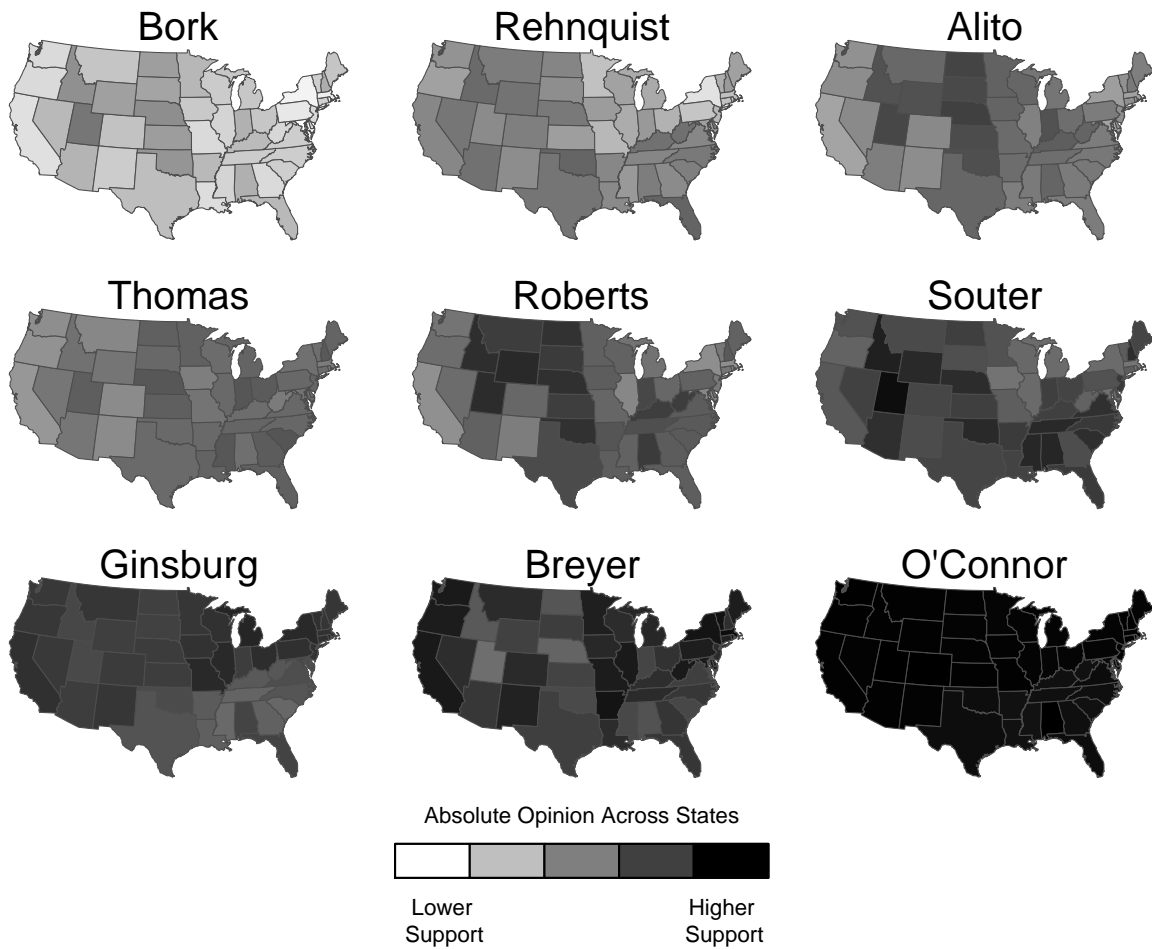 Bork
Rehnquist
Alito
Thomas
Roberts
Souter
Ginsburg
Breyer
O'Connor
Absolute Opinion Across States
Lower
Support
Higher
Support